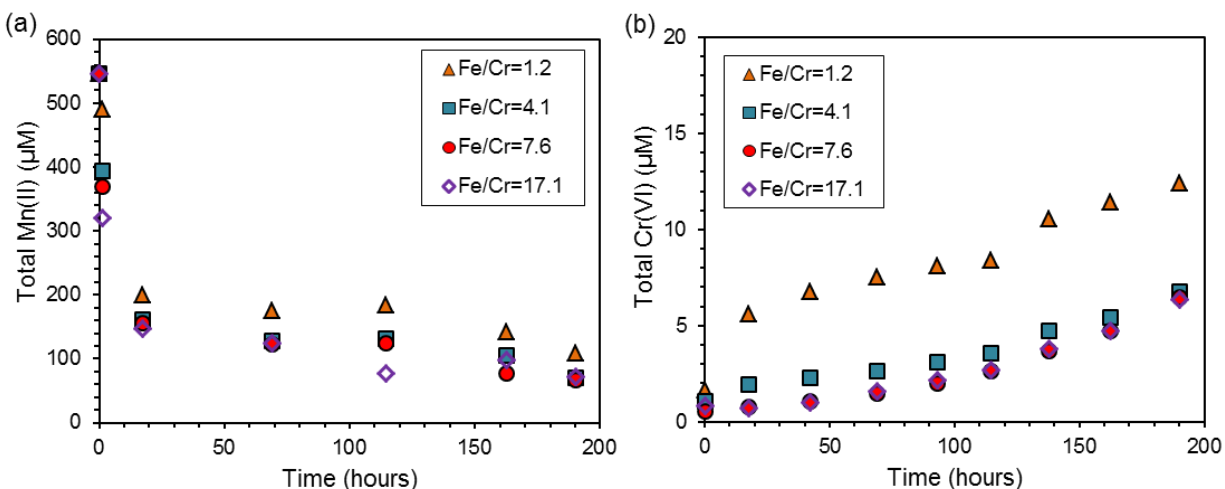 (a)
600
500
400
300
200
100
0
Total Mn(II) (µM)
0 50 100 150 200
Time (hours)
Fe/Cr=1.2
Fe/Cr=4.1
Fe/Cr=7.6
Fe/Cr=17.1
(b)
20
15
10
5
0
Total Cr(VI) (µM)
0 50 100 150 200
Time (hours)
Fe/Cr=1.2
Fe/Cr=4.1
Fe/Cr=7.6
Fe/Cr=17.1